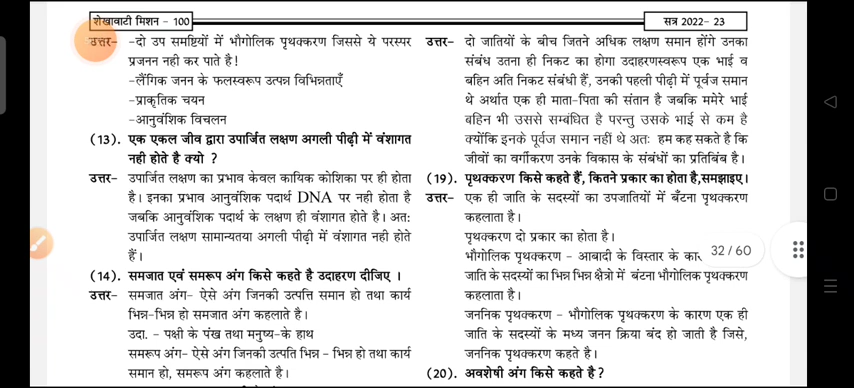 शेखावाटी मिशन - 100
सत्र 2022- 23
उत्तर- -दो उप समष्टियों में भौगोलिक पृथक्करण जिससे ये परस्पर
प्रजनन नही कर पाते है!
-लैंगिक जनन के फलस्वरूप उत्पन्न विभिन्नताएँ
-प्राकृतिक चयन
-आनुवंशिक विचलन
(13). एक एकल जीव द्वारा उपार्जित लक्षण अगली पीढ़ी में वंशागत
नही होते है क्यो ?
उत्तर- उपार्जित लक्षण का प्रभाव केवल कायिक कोशिका पर ही होता
है। इनका प्रभाव आनुवंशिक पदार्थ DNA पर नही होता है
जबकि आनुवंशिक पदार्थ के लक्षण ही वंशागत होते है। अत:
उपार्जित लक्षण सामान्यतया अगली पीढ़ी में वंशागत नही होते
हैं।
(14). समजात एवं समरूप अंग किसे कहते है उदाहरण दीजिए ।
उत्तर- समजात अंग- ऐसे अंग जिनकी उत्पत्ति समान हो तथा कार्य
भिन्न-भिन्न हो समजात अंग कहलाते है।
उदा. - पक्षी के पंख तथा मनुष्य-के हाथ
समरूप अंग- ऐसे अंग जिनकी उत्पति भिन्न - भिन्न हो तथा कार्य
समान हो, समरूप अंग कहलाते है।
उत्तर- दो जातियों के बीच जितने अधिक लक्षण समान होंगे उनका
संबंध उतना ही निकट का होगा उदाहरणस्वरूप एक भाई व
बहिन अति निकट संबंधी हैं, उनकी पहली पीढ़ी में पूर्वज समान
थे अर्थात एक ही माता-पिता की संतान है जबकि ममेरे भाई
बहिन भी उससे सम्बंधित है परन्तु उसके भाई से कम है
क्योंकि इनके पूर्वज समान नहीं थे अतः हम कह सकते है कि
जीवों का वर्गीकरण उनके विकास के संबंधों का प्रतिबिंब है।
(19). पृथक्करण किसे कहते हैं, कितने प्रकार का होता है,समझाइए।
उत्तर- एक ही जाति के सदस्यों का उपजातियों में बँटना पृथक्करण
कहलाता है।
पृथक्करण दो प्रकार का होता है।
भौगोलिक पृथक्करण - आबादी के विस्तार के
जाति के सदस्यों का भिन्न भिन्न क्षैत्रो में बंटना भौगोलिक पृथक्करण
कहलाता है।
जननिक पृथक्करण - भौगोलिक पृथक्करण के कारण एक ही
जाति के सदस्यों के मध्य जनन क्रिया बंद हो जाती है जिसे,
जननिक पृथक्करण कहते है।
(20). अवशेषी अंग किसे कहते है ?
32 / 60